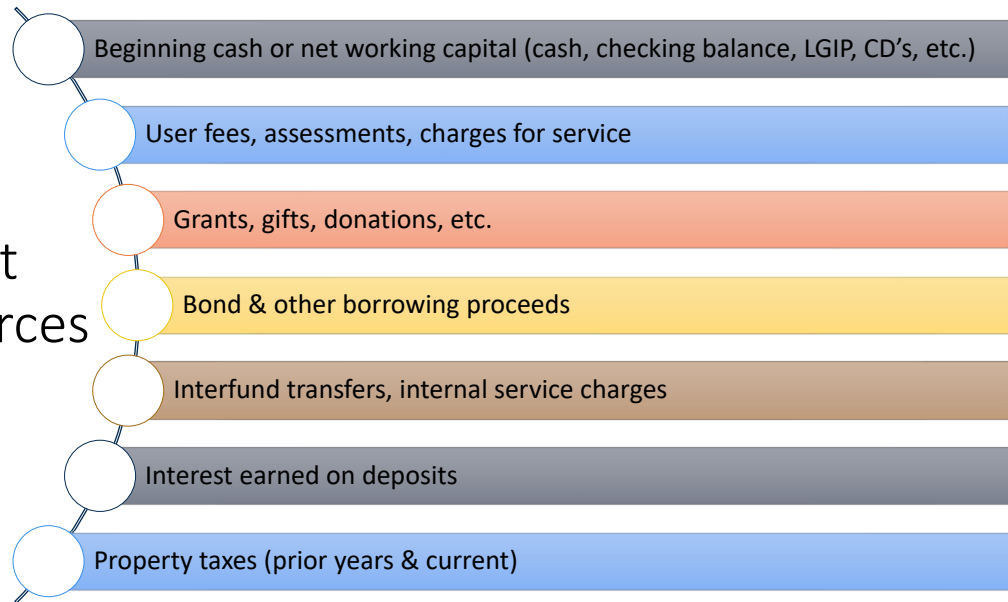 Beginning cash or net working capital (cash, checking balance, LGIP, CD’s, etc.)
User fees, assessments, charges for service
Grants, gifts, donations, etc.
Bond & other borrowing proceeds
Interfund transfers, internal service charges
Interest earned on deposits
Property taxes (prior years & current)